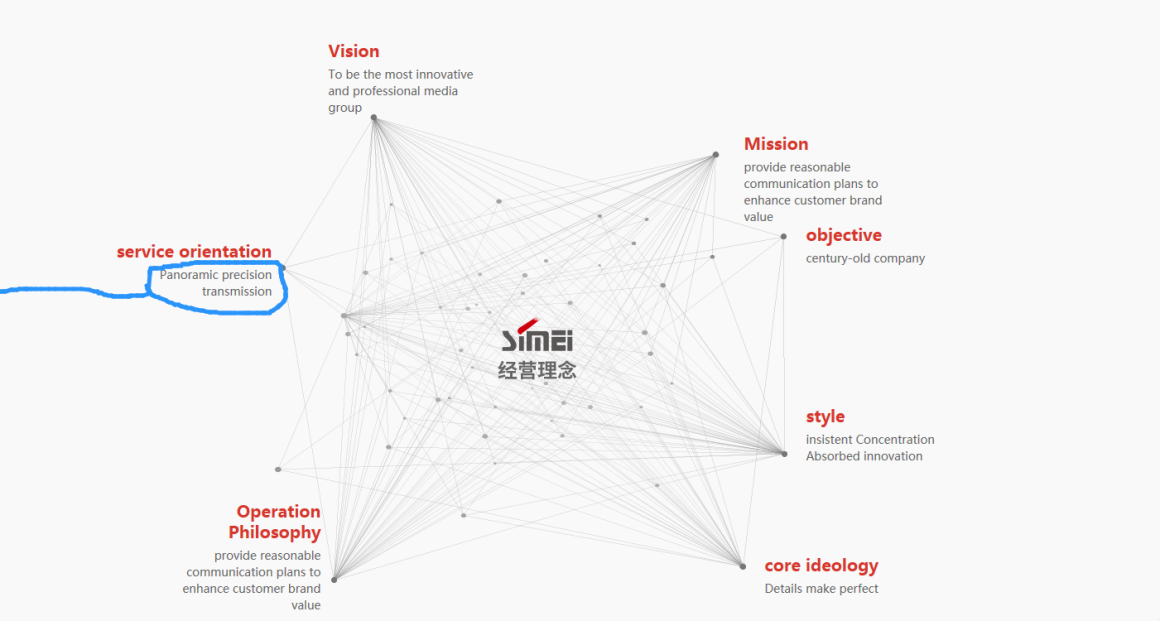 Vision
To be the most innovative
and professional media
group
Mission
provide reasonable
communication plans to
enhance customer brand
value
objective
century-old company
service orientation
Panoramic precision
transmission
SiMEi
经营理念
style
insistent Concentration
Absorbed innovation
Operation
Philosophy
provide reasonable
communication plans to
enhance customer brand
value
core ideology
Details make perfect